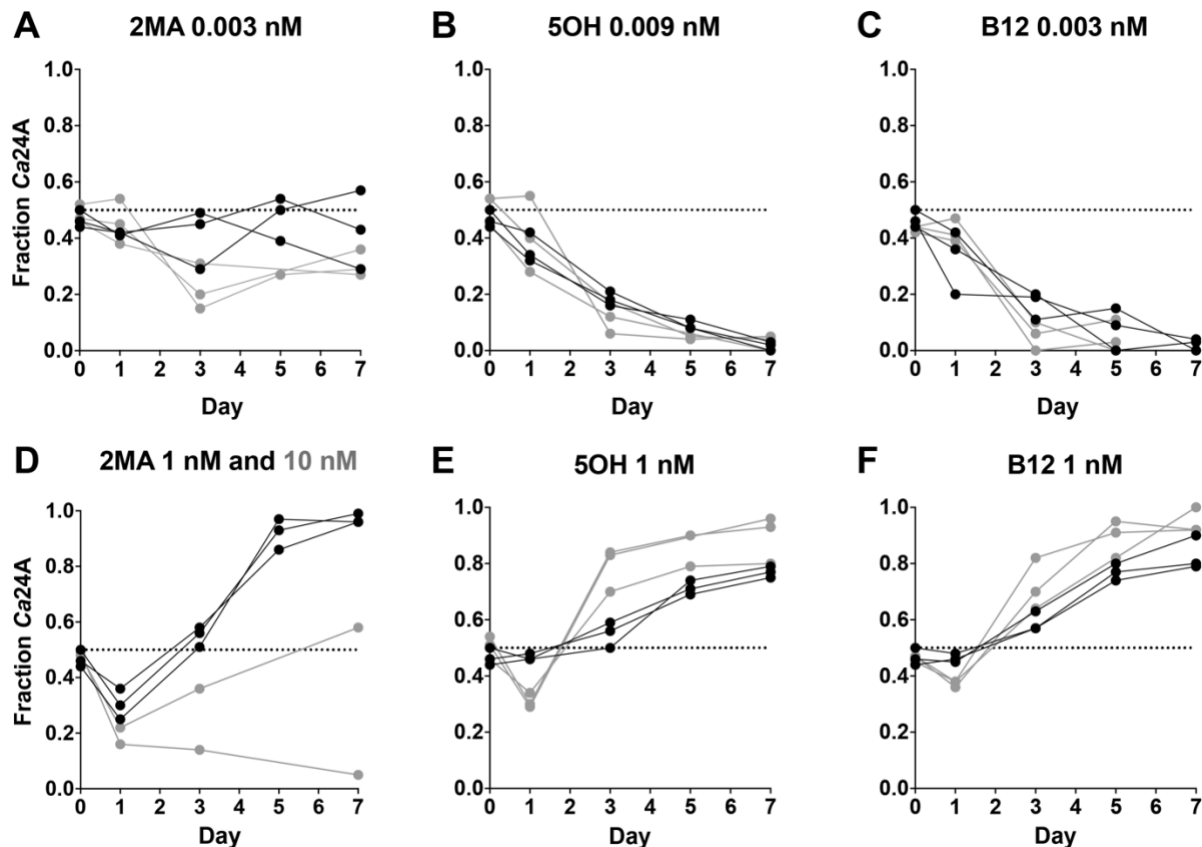 A 2MA 0.003 nM
B 5OH 0.009 nM
C B12 0.003 nM
Fraction Ca24A
1.0 1.0 1.0
0.8 0.8 0.8
0.6 0.6 0.6
0.4 0.4 0.4
0.2 0.2 0.2
0.0 0.0 0.0
0 1 2 3 4 5 6 7
0 1 2 3 4 5 6 7
0 1 2 3 4 5 6 7
Day Day Day
D 2MA 1 nM and 10 nM
E 5OH 1 nM
F B12 1 nM
Fraction Ca24A
1.0 1.0 1.0
0.8 0.8 0.8
0.6 0.6 0.6
0.4 0.4 0.4
0.2 0.2 0.2
0.0 0.0 0.0
0 1 2 3 4 5 6 7
0 1 2 3 4 5 6 7
0 1 2 3 4 5 6 7
Day Day Day